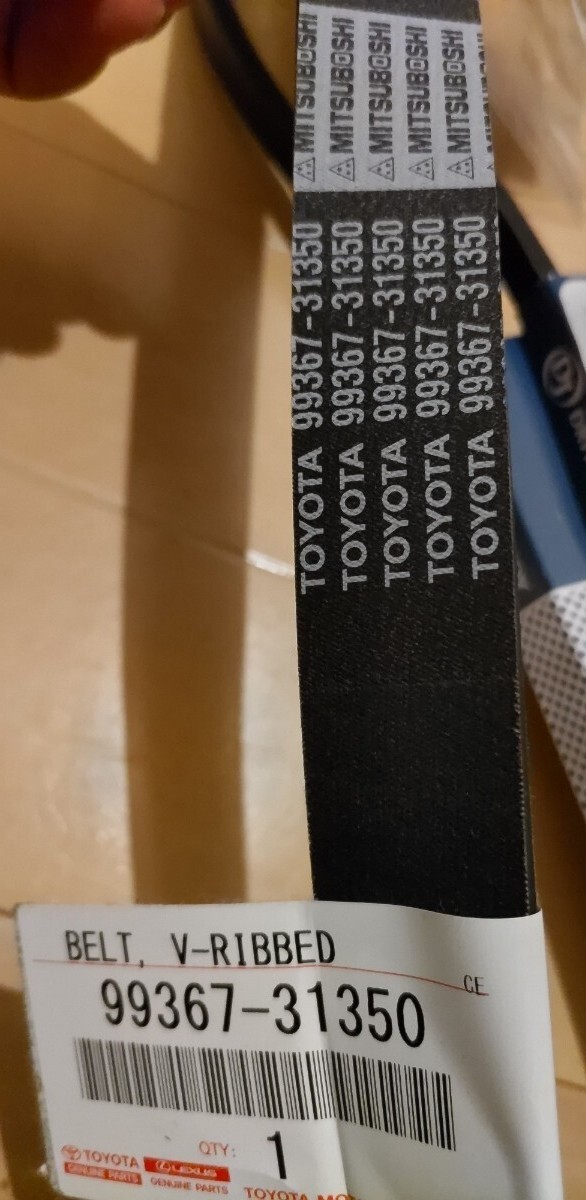 MITSUBOSHI
MITSUBOSHI
MITSUBOSHI
MITSUBOSHI
MITSUBOSHI
TOYOTA 99367-31350
TOYOTA 99367-31350
TOYOTA 99367-31350
TOYOTA 99367-31350
TOYOTA 99367-31350
BELT, V-RIBBED
CE
99367-31350
QTY: 1
TOYOTA
GENUINE PARTS
LEXUS
GENUINE PARTS
TOYOTA